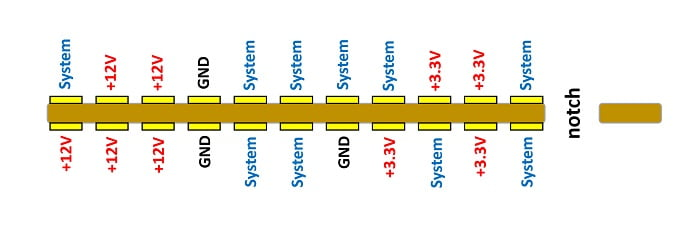 System +12V +12V GND System System System System +3.3V +3.3V System
notch
+12V +12V +12V GND System System GND +3.3V System +3.3V System